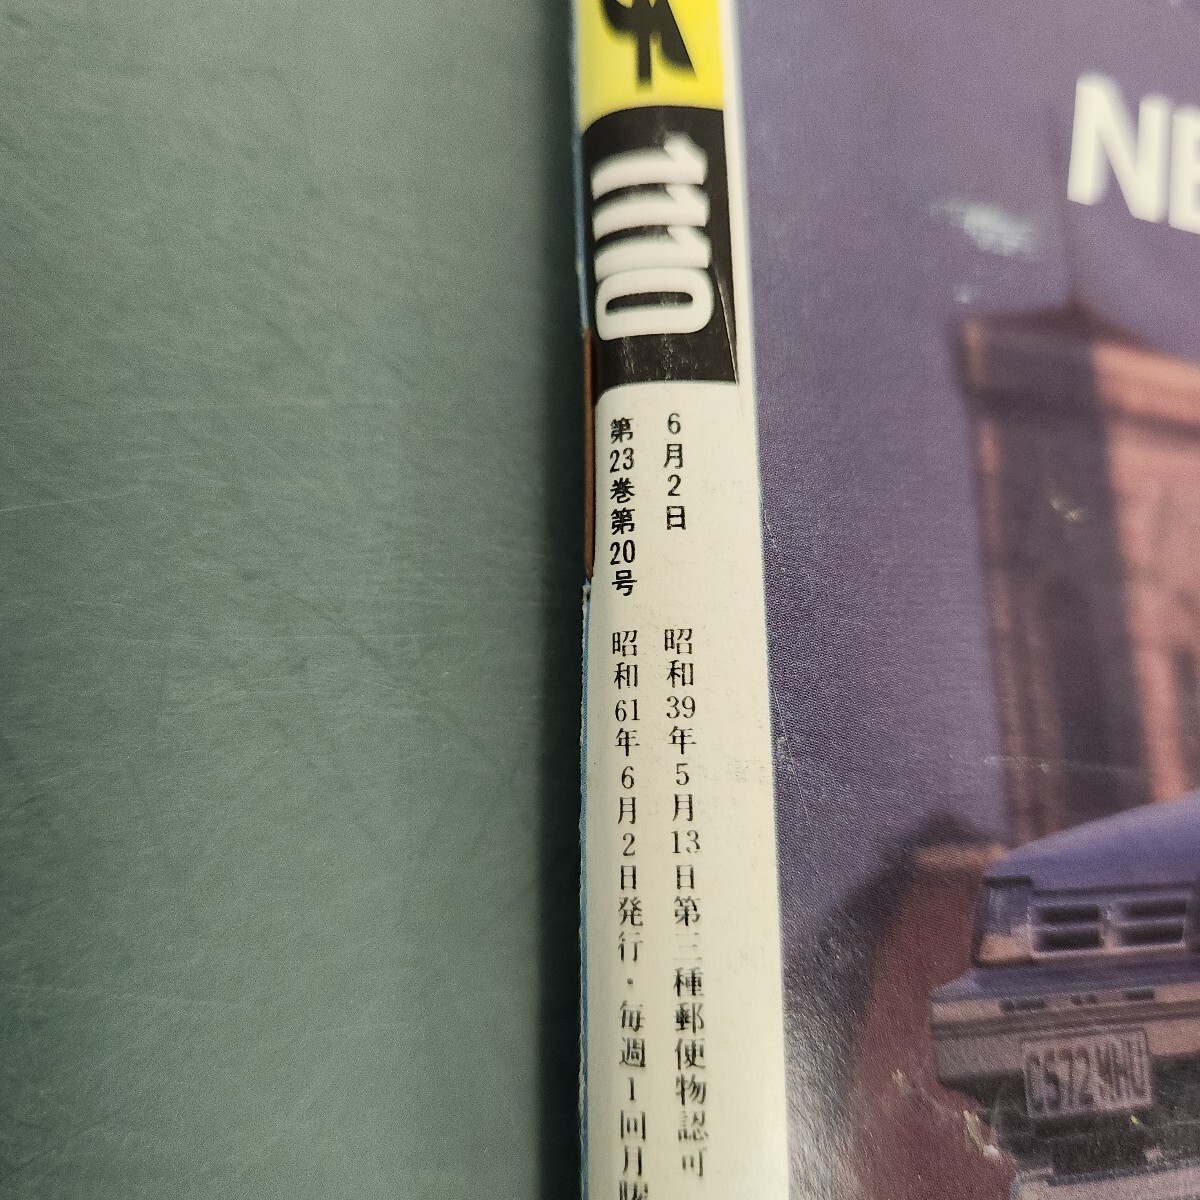 チ
1110
6月2日
第23巻第20号
昭和39年5月13日第三種郵便物認可
昭和61年6月2日発行・毎週1回月曜
NE
C572